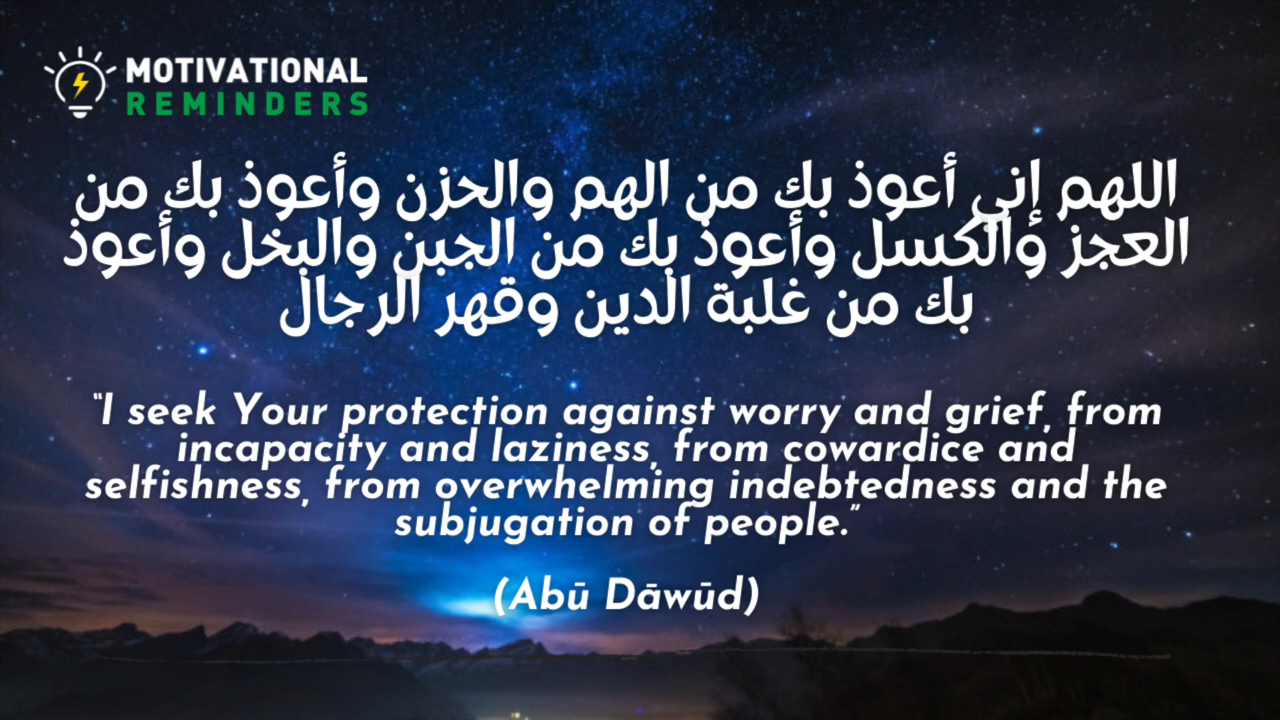 MOTIVATIONAL
REMINDERS
اللهم إني أعوذ بك من الهم والحزن وأعوذ بك من
العجز والكسل وأعوذ بك من الجبن والبخل وأعوذ
بك من غلبة الدين وقهر الرجال
“I seek Your protection against worry and grief, from
incapacity and laziness, from cowardice and
selfishness, from overwhelming indebtedness and the
subjugation of people.”
(Abū Dāwūd)